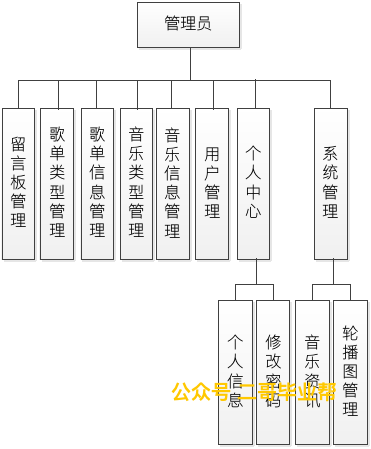 管理员
留言板管理
歌单类型管理
歌单信息管理
音乐类型管理
音乐信息管理
用户管理
个人中心
系统管理
个人信息
修改密码
音乐资讯
轮播图管理
公众号 二哥毕业帮